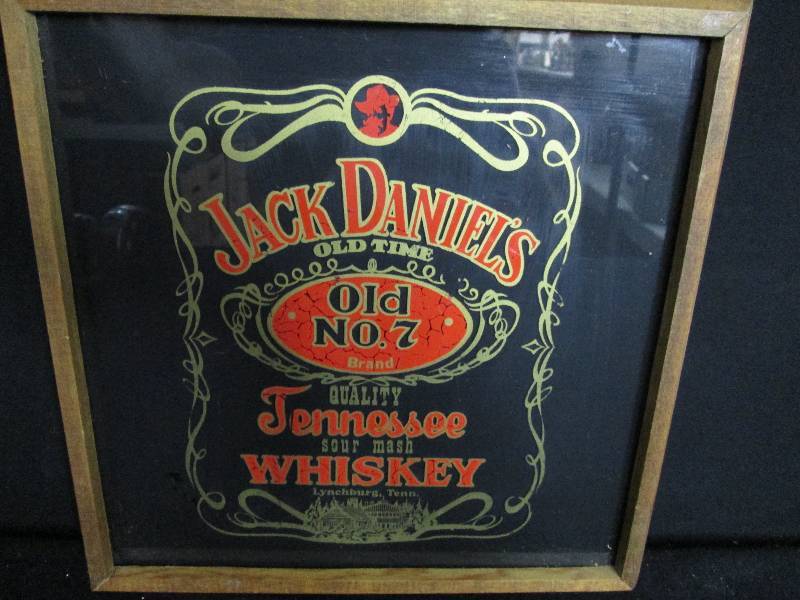 JACK DANIEL'S
OLD TIME
Old
NO.7
Brand
QUALITY
Tennessee
sour mash
WHISKEY
Lynchburg, Tenn.